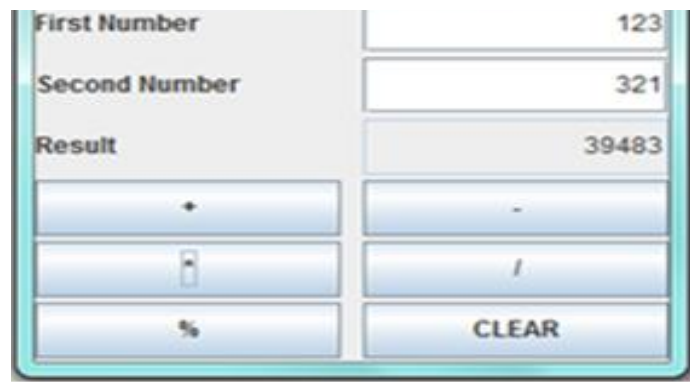 First Number 123
Second Number 321
Result 39483
+ -
* /
% CLEAR